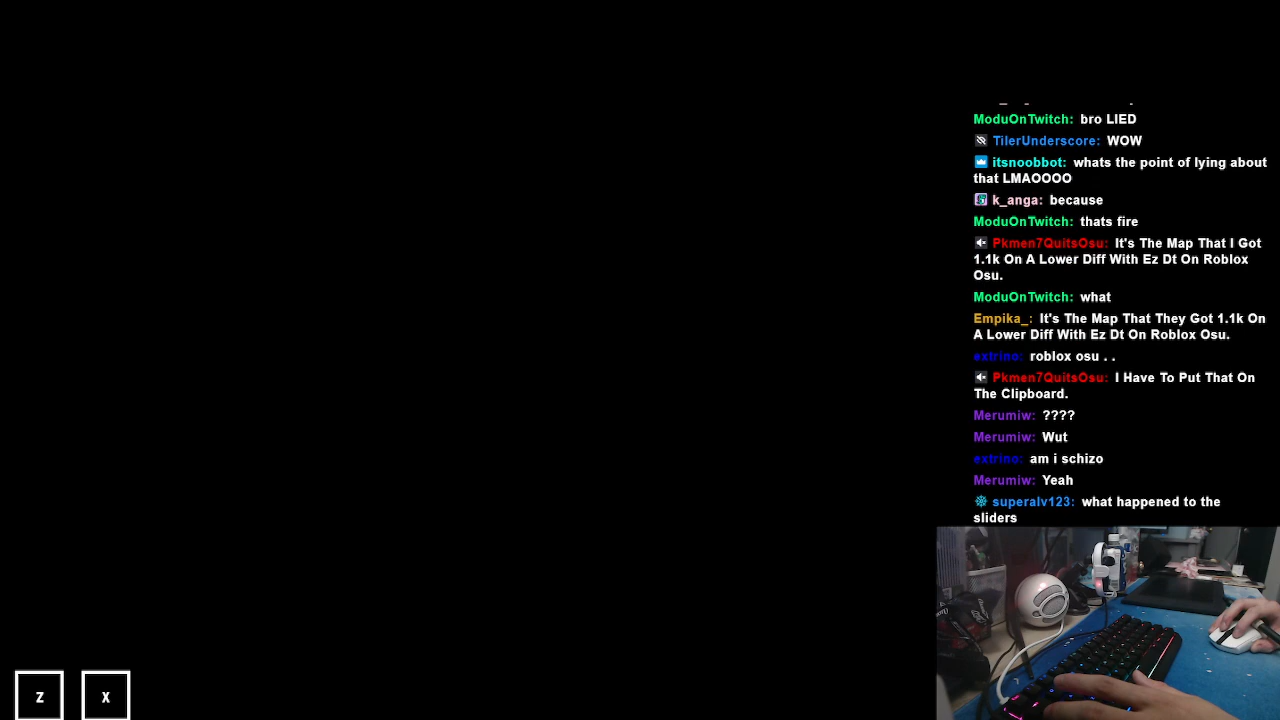 ModuOnTwitch: bro LIED
TilerUnderscore: WOW
itsnoobbot: whats the point of lying about
that LMAOOOO
k_anga: because
ModuOnTwitch: thats fire
Pkmen7QuitsOsu: It's The Map That I Got
1.1k On A Lower Diff With Ez Dt On Roblox
Osu.
ModuOnTwitch: what
Empika_: It's The Map That They Got 1.1k On
A Lower Diff With Ez Dt On Roblox Osu.
extrino: roblox osu . .
Pkmen7QuitsOsu: I Have To Put That On
The Clipboard.
Merumiw: ????
Merumiw: Wut
extrino: am i schizo
Merumiw: Yeah
superalv123: what happened to the
sliders
Z X